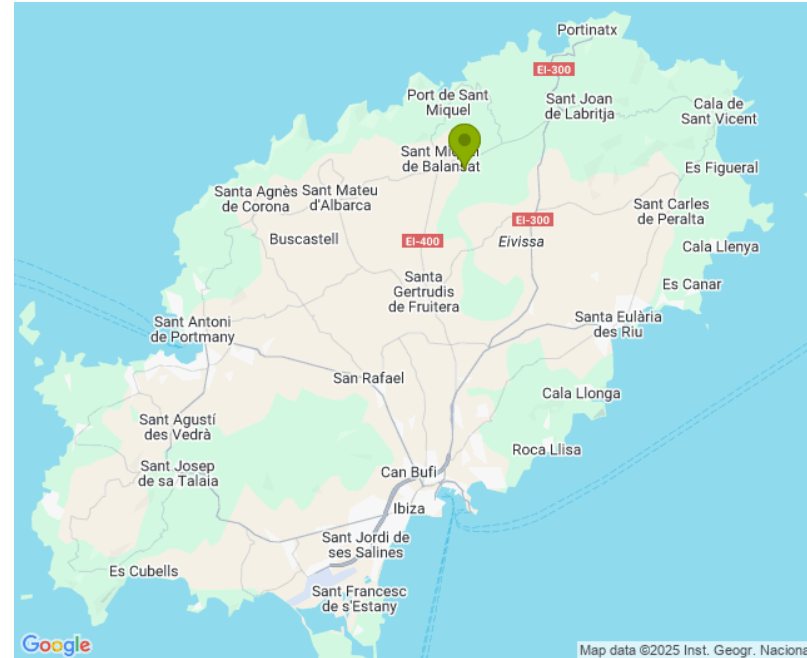 Portinatx
EI-300
Port de Sant
Miquel
Sant Joan
de Labritja
Cala de
Sant Vicent
Sant Mi
de Balansat
Es Figueral
Santa Agnès
de Corona
Sant Mateu
d'Albarca
Sant Carles
de Peralta
EI-300
Buscastell
EI-400
Eivissa
Cala Llenya
Santa
Gertrudis
de Fruitera
Es Canar
Sant Antoni
de Portmany
Santa Eulària
des Riu
San Rafael
Cala Llonga
Sant Agustí
des Vedrà
Roca Llisa
Sant Josep
de sa Talaia
Can Bufi
Ibiza
Sant Jordi de
ses Salines
Es Cubells
Sant Francesc
de s'Estany
Google
Map data ©2025 Inst. Geogr. Naciona